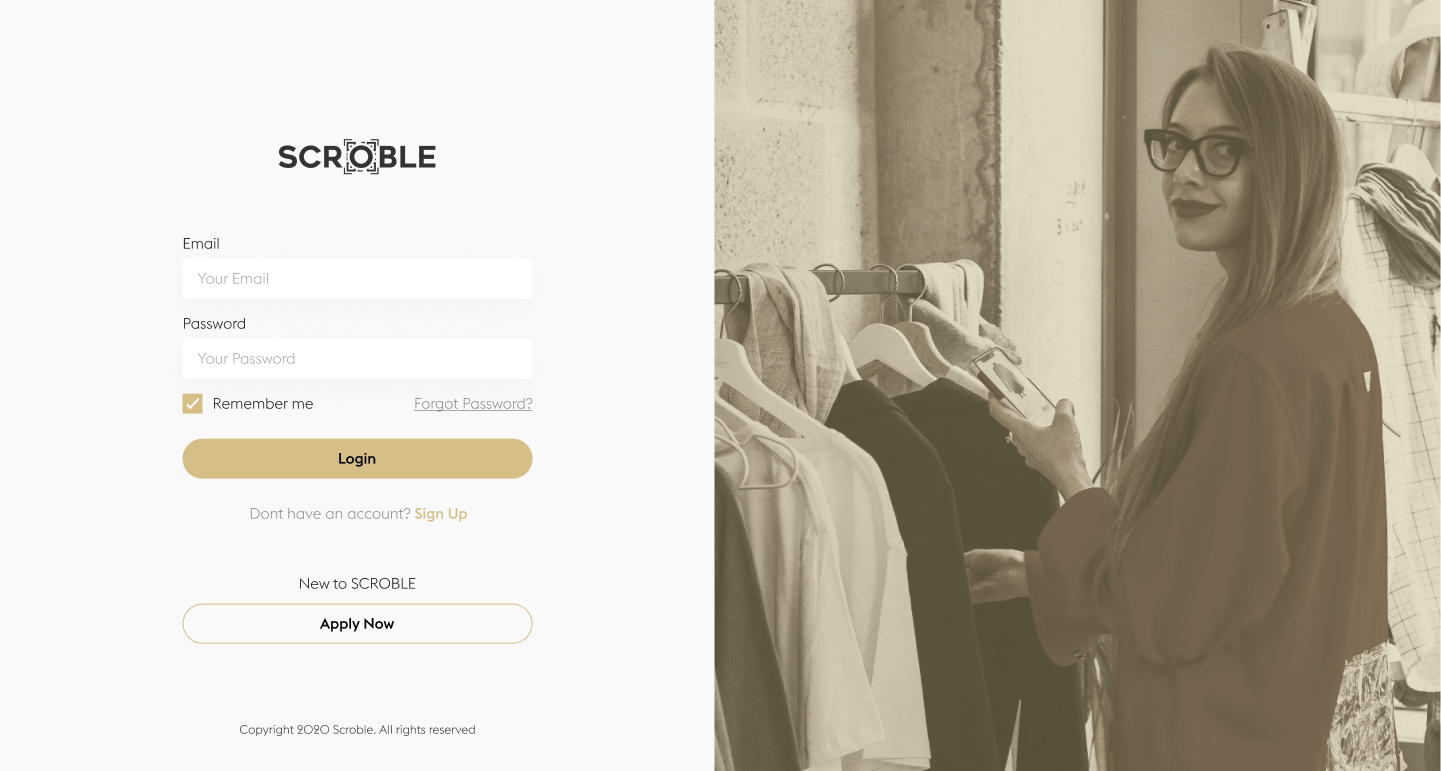 SCROBLE
Email
Your Email
Password
Your Password
Remember me
Forgot Password?
Login
Dont have an account? Sign Up
New to SCROBLE
Apply Now
Copyright 2020 Scroble. All rights reserved